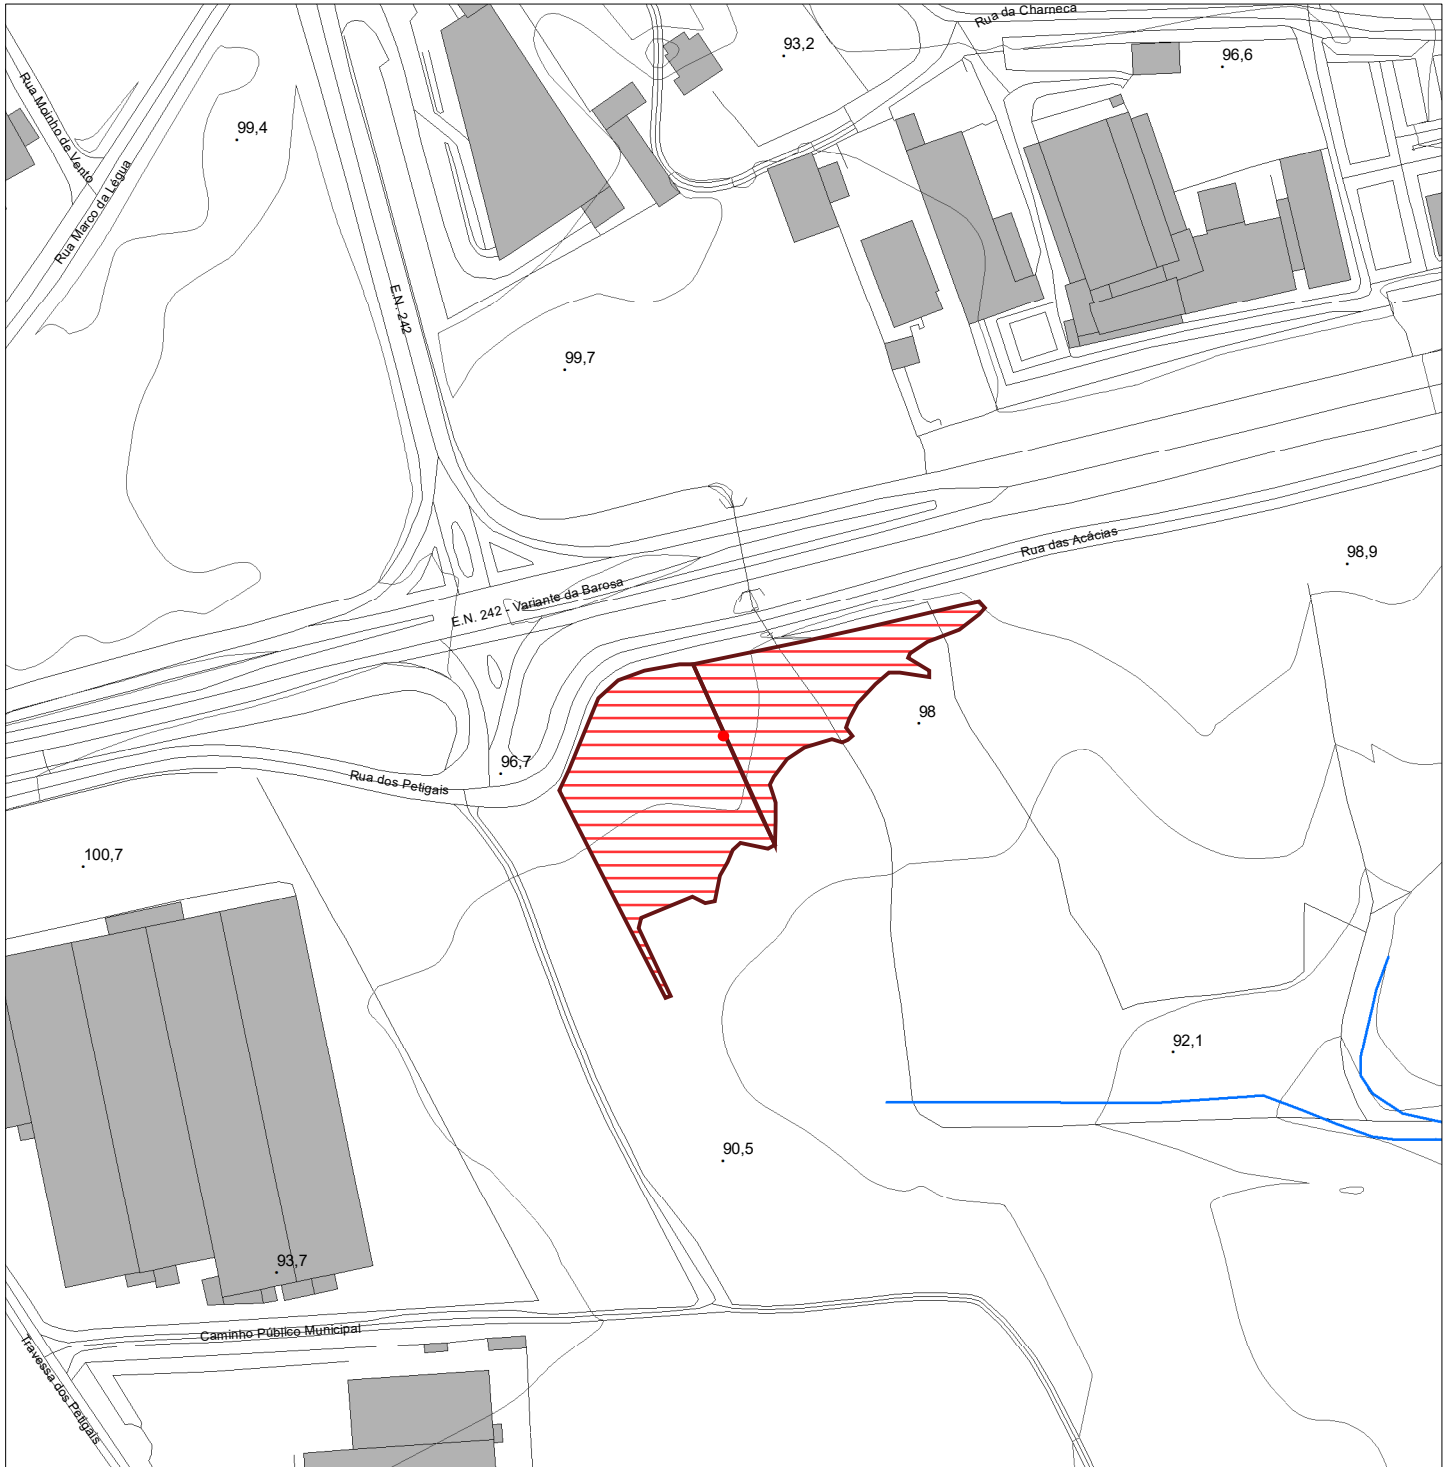 Rua da Charneca
93,2
96,6
Rua Moinho de Vento
99,4
Rua Marco da Légua
E.N. 242
99,7
Rua das Acácias
98,9
E.N. 242 - Variante da Barosa
98
96,7
Rua dos Petigais
100,7
92,1
90,5
93,7
Caminho Público Municipal
Travessa dos Petigais